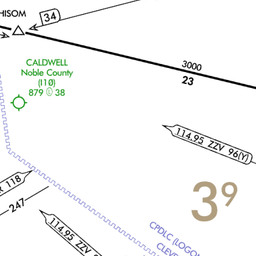 HISOM
34
CALDWELL
Noble County
(I10)
879 38
3000
23
114.95 ZZV 96(Y)
39
R 118
247
114.95 ZZV
CPDLC (LOGON
CLEVE